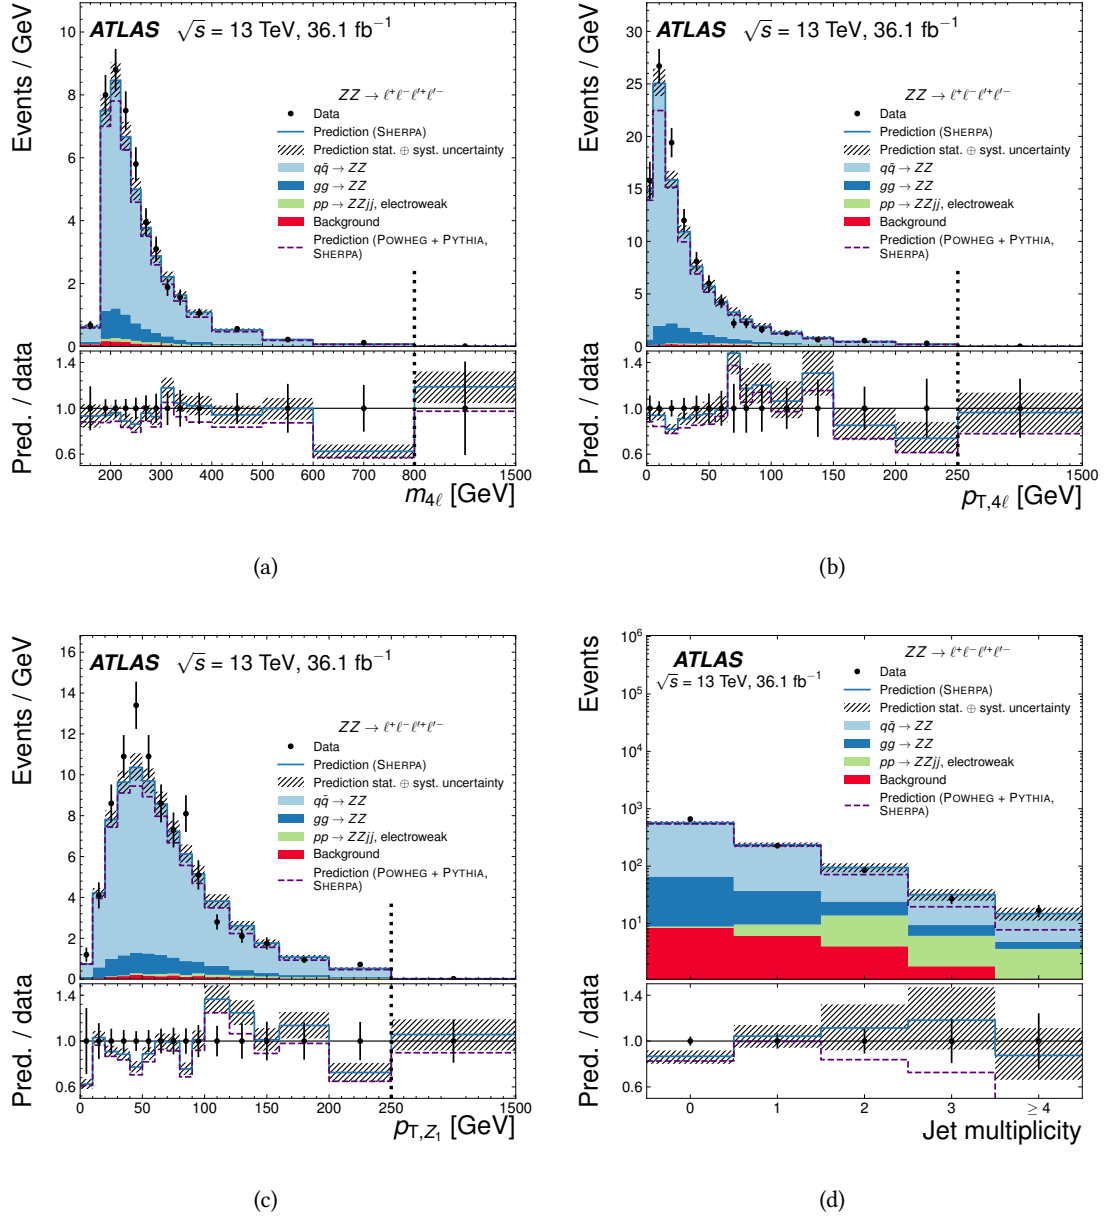 ATLAS √s = 13 TeV, 36.1 fb⁻¹
Events / GeV
10
8
6
4
2
0
ZZ → ℓ⁺ℓ⁻ℓ′⁺ℓ′⁻
Data
Prediction (SHERPA)
Prediction stat. ⊕ syst. uncertainty
qq̄ → ZZ
gg → ZZ
pp → ZZjj, electroweak
Background
Prediction (POWHEG + PYTHIA,
SHERPA)
Pred. / data
1.4
1.0
0.6
200 300 400 500 600 700 800 1500
m4ℓ [GeV]
(a)
ATLAS √s = 13 TeV, 36.1 fb⁻¹
Events / GeV
30
25
20
15
10
5
0
ZZ → ℓ⁺ℓ⁻ℓ′⁺ℓ′⁻
Data
Prediction (SHERPA)
Prediction stat. ⊕ syst. uncertainty
qq̄ → ZZ
gg → ZZ
pp → ZZjj, electroweak
Background
Prediction (POWHEG + PYTHIA,
SHERPA)
Pred. / data
1.4
1.0
0.6
0 50 100 150 200 250 1500
pT,4ℓ [GeV]
(b)
ATLAS √s = 13 TeV, 36.1 fb⁻¹
Events / GeV
16
14
12
10
8
6
4
2
0
ZZ → ℓ⁺ℓ⁻ℓ′⁺ℓ′⁻
Data
Prediction (SHERPA)
Prediction stat. ⊕ syst. uncertainty
qq̄ → ZZ
gg → ZZ
pp → ZZjj, electroweak
Background
Prediction (POWHEG + PYTHIA,
SHERPA)
Pred. / data
1.4
1.0
0.6
0 50 100 150 200 250 1500
pT,Z₁ [GeV]
(c)
ATLAS
√s = 13 TeV, 36.1 fb⁻¹
Events
10⁶
10⁵
10⁴
10³
10²
10¹
ZZ → ℓ⁺ℓ⁻ℓ′⁺ℓ′⁻
Data
Prediction (SHERPA)
Prediction stat. ⊕ syst. uncertainty
qq̄ → ZZ
gg → ZZ
pp → ZZjj, electroweak
Background
Prediction (POWHEG + PYTHIA,
SHERPA)
Pred. / data
1.4
1.0
0.6
0 1 2 3 ≥ 4
Jet multiplicity
(d)